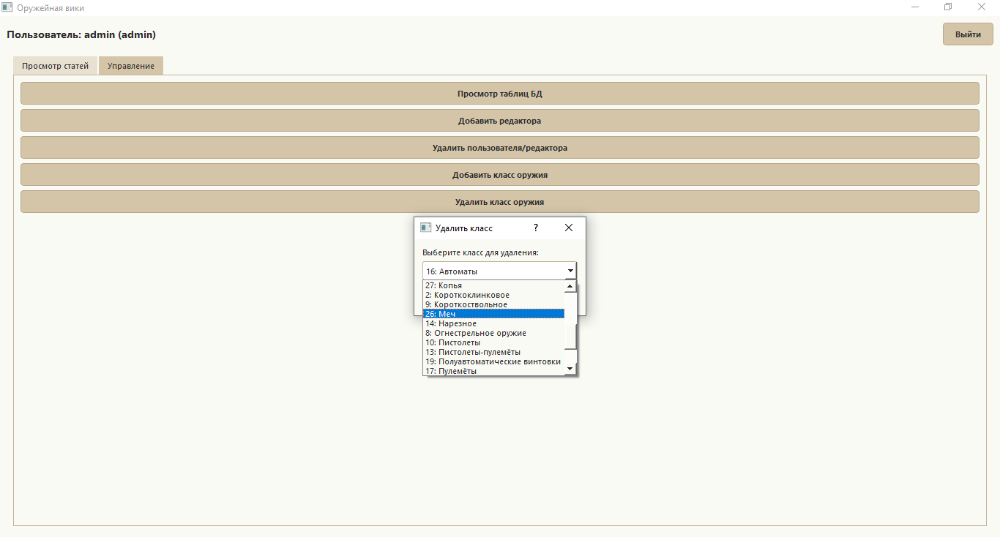 Оружейная вики
Пользователь: admin (admin)
Выйти
Просмотр статей
Управление
Просмотр таблиц БД
Добавить редактора
Удалить пользователя/редактора
Добавить класс оружия
Удалить класс оружия
Удалить класс
?
Выберите класс для удаления:
16: Автоматы
27: Копья
2: Короткоклинковое
9: Короткоствольное
26: Меч
14: Нарезное
8: Огнестрельное оружие
10: Пистолеты
13: Пистолеты-пулемёты
19: Полуавтоматические винтовки
17: Пулемёты